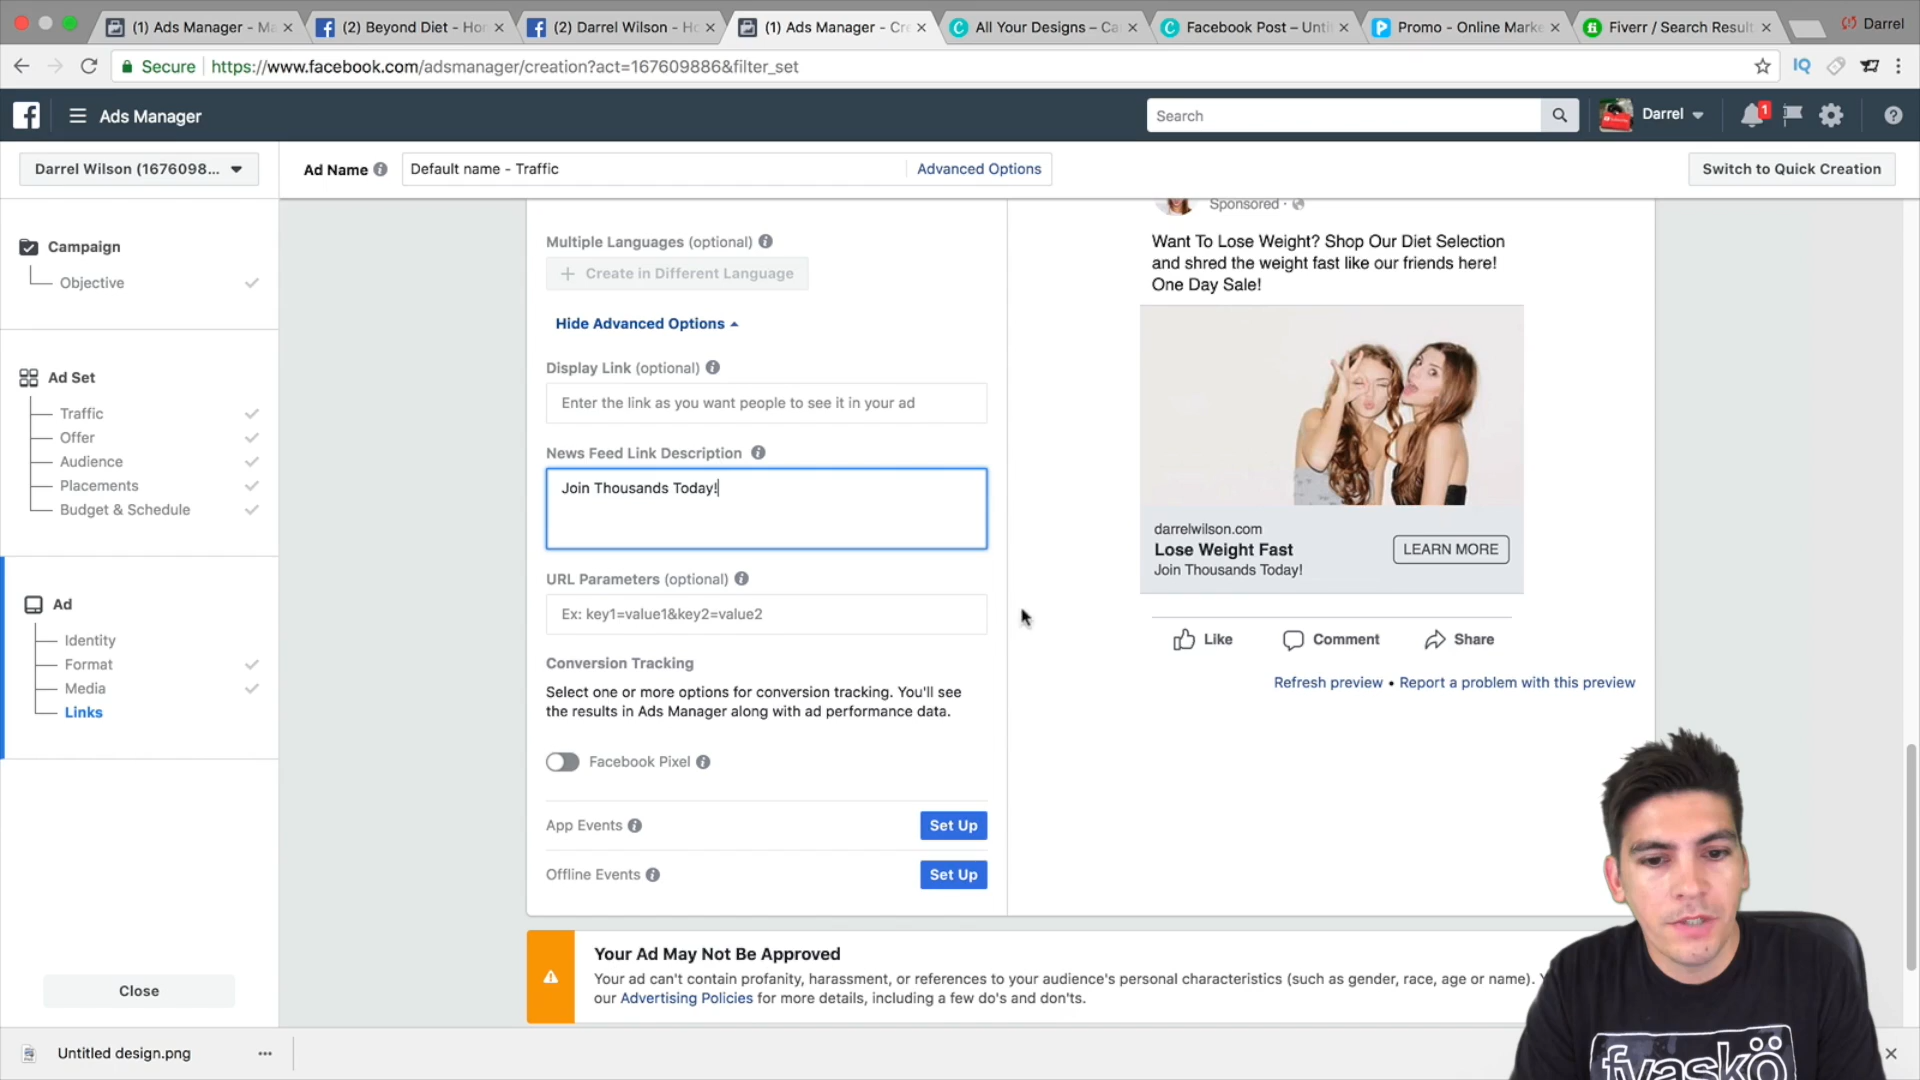 (1) Ads Manager - Ma
(2) Beyond Diet - Hom
(2) Darrel Wilson - Ho
(1) Ads Manager - Cre
All Your Designs – Ca
Facebook Post – Unti
Promo - Online Marke
Fiverr / Search Result
Darrel
Secure
https://www.facebook.com/adsmanager/creation?act=167609886&filter_set
IQ
Ads Manager
Search
Darrel
1
Darrel Wilson (1676098...
Ad Name
Default name - Traffic
Advanced Options
Switch to Quick Creation
Campaign
Objective
Ad Set
Traffic
Offer
Audience
Placements
Budget & Schedule
Ad
Identity
Format
Media
Links
Close
Multiple Languages (optional)
+ Create in Different Language
Hide Advanced Options
Display Link (optional)
Enter the link as you want people to see it in your ad
News Feed Link Description
Join Thousands Today!
URL Parameters (optional)
Ex: key1=value1&key2=value2
Conversion Tracking
Select one or more options for conversion tracking. You'll see
the results in Ads Manager along with ad performance data.
Facebook Pixel
App Events
Set Up
Offline Events
Set Up
Sponsored ·
Want To Lose Weight? Shop Our Diet Selection
and shred the weight fast like our friends here!
One Day Sale!
darrelwilson.com
Lose Weight Fast
Join Thousands Today!
LEARN MORE
Like
Comment
Share
Refresh preview • Report a problem with this preview
Your Ad May Not Be Approved
Your ad can't contain profanity, harassment, or references to your audience's personal characteristics (such as gender, race, age or name).
our Advertising Policies for more details, including a few do's and don'ts.
Untitled design.png
fyaskö